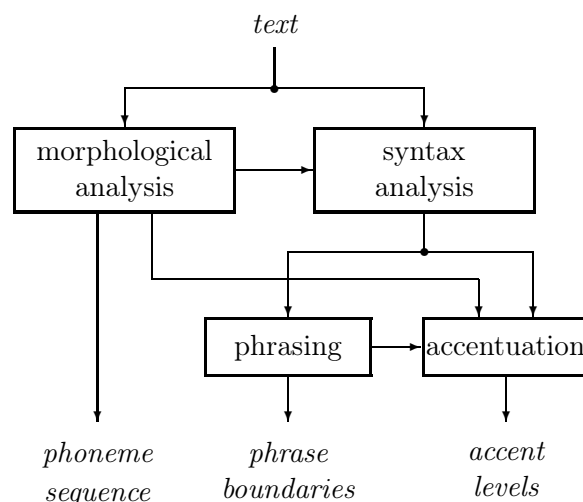 text
morphological
analysis
syntax
analysis
phrasing
accentuation
phoneme
sequence
phrase
boundaries
accent
levels